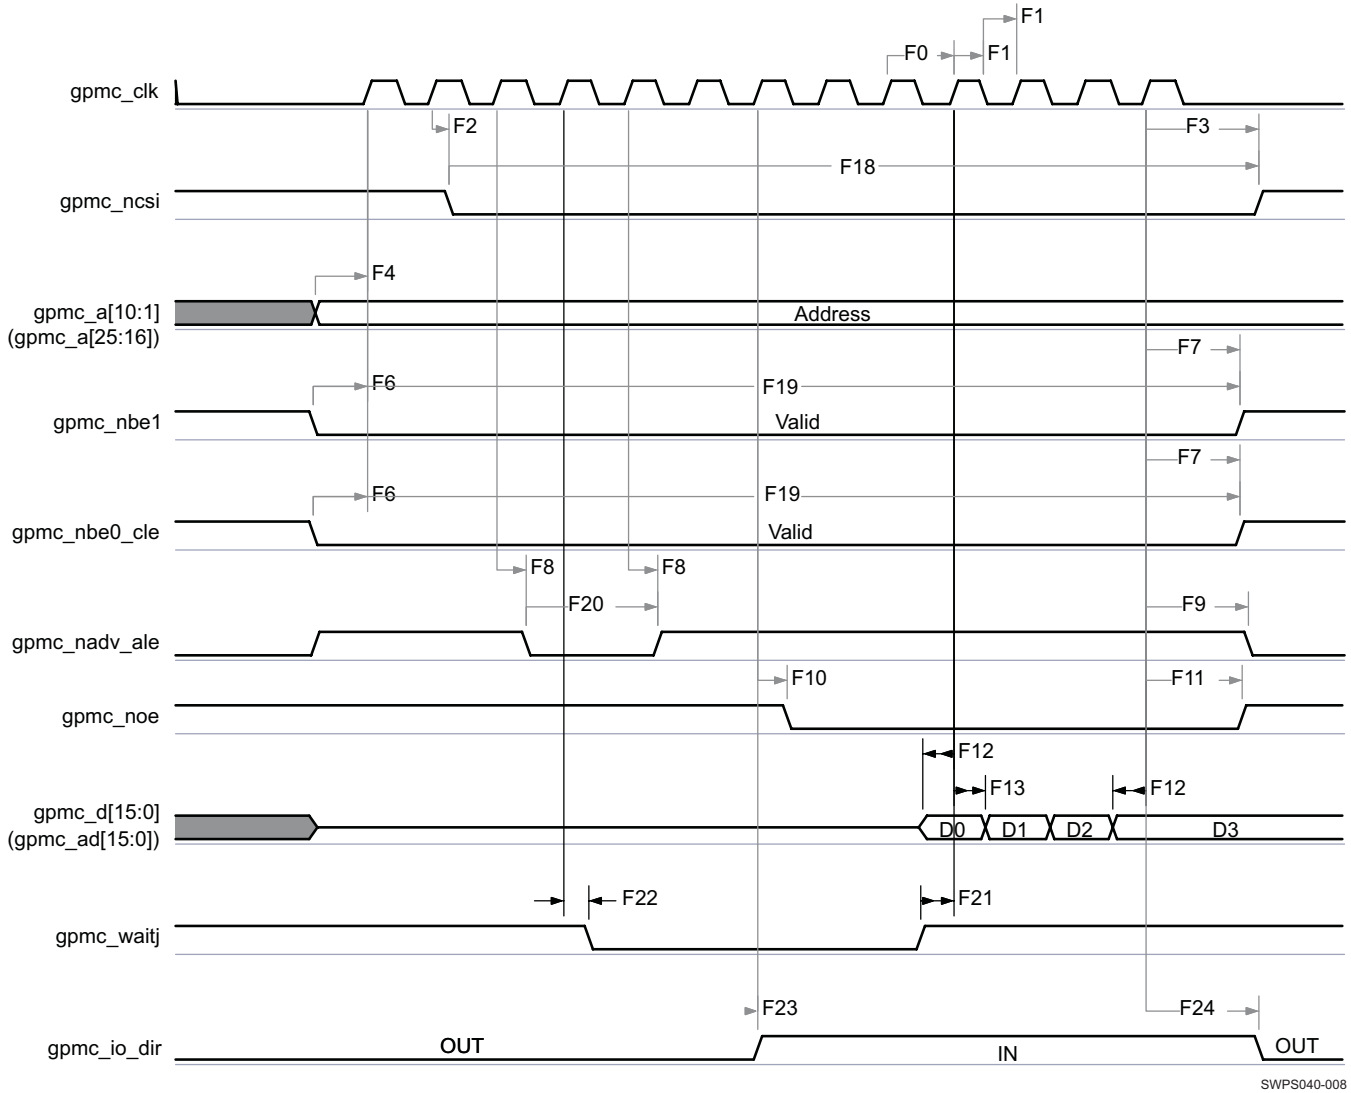 F1
F0
F1
gpmc_clk
F2
F3
F18
gpmc_ncsi
F4
gpmc_a[10:1]
(gpmc_a[25:16])
Address
F7
F6
F19
gpmc_nbe1
Valid
F7
F6
F19
gpmc_nbe0_cle
Valid
F8
F8
F20
F9
gpmc_nadv_ale
F10
F11
gpmc_noe
F12
F13
F12
gpmc_d[15:0]
(gpmc_ad[15:0])
D0
D1
D2
D3
F22
F21
gpmc_waitj
F23
F24
gpmc_io_dir
OUT
IN
OUT
SWPS040-008